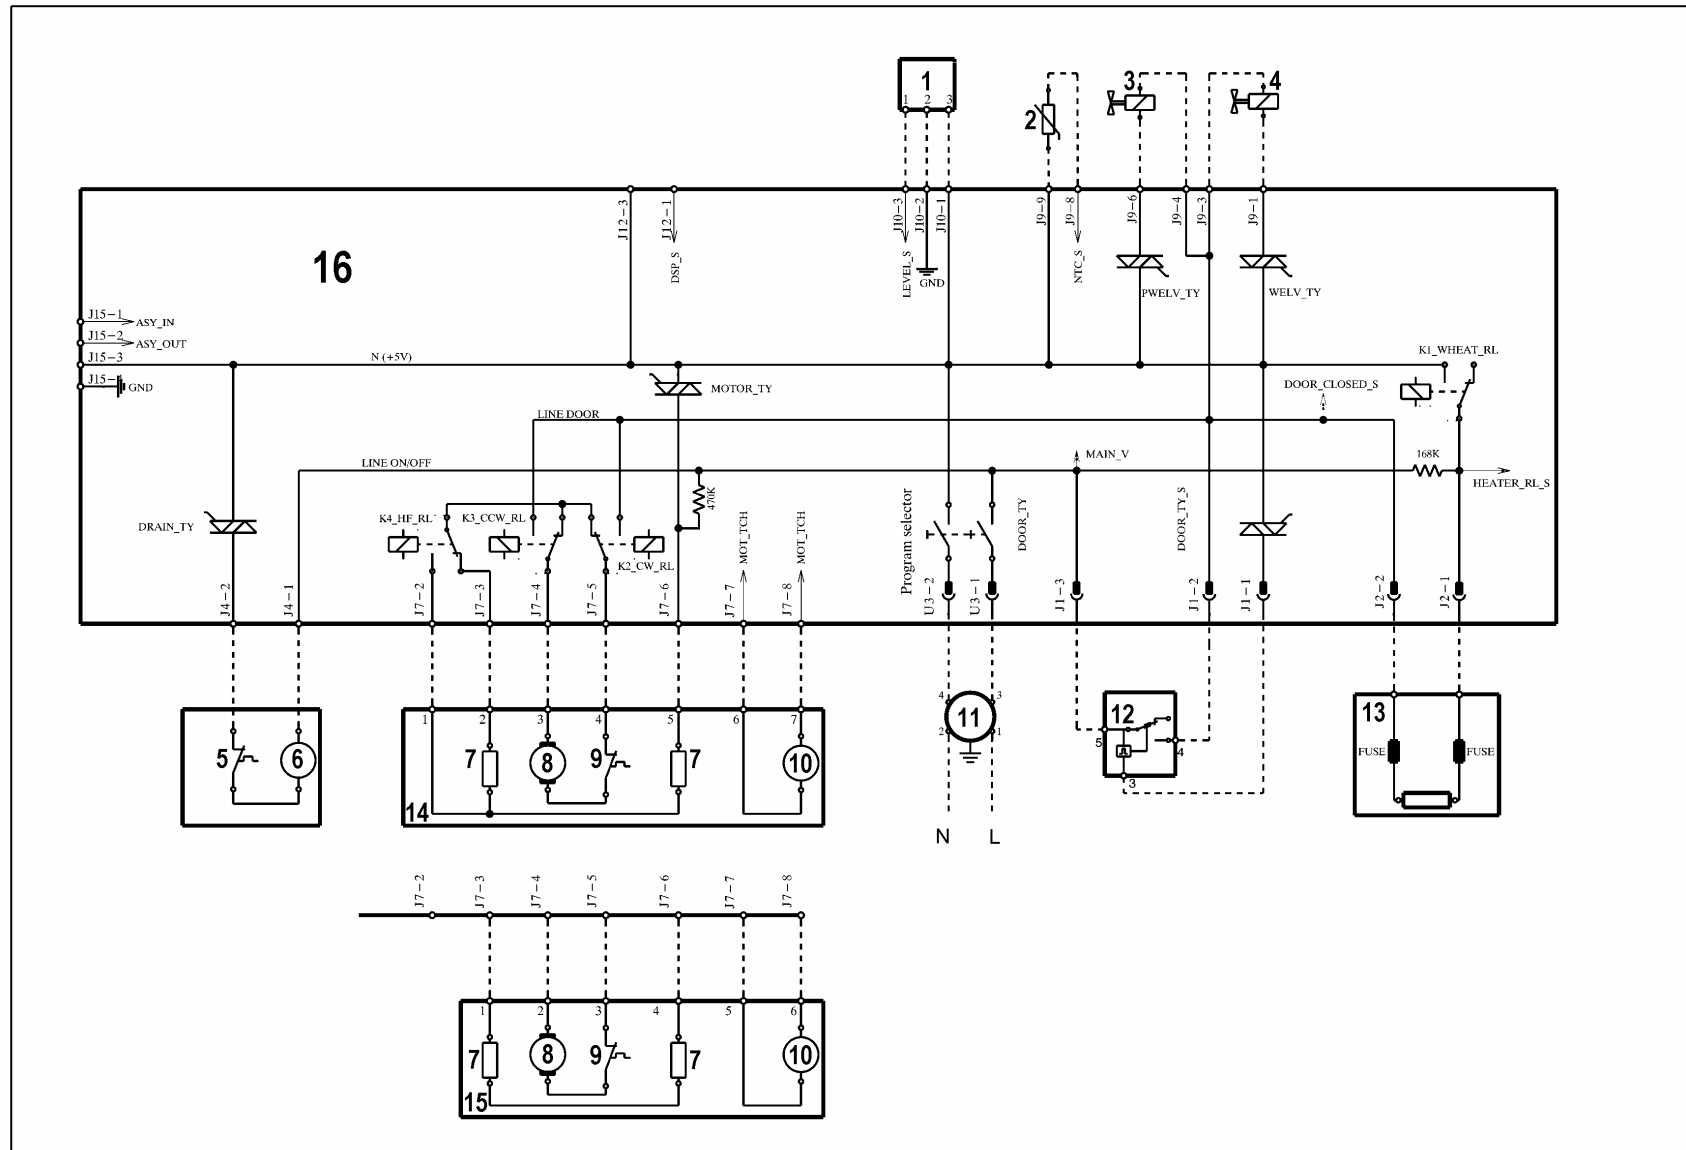 1
1 2 3
2
3
4
J12-3
J12-1
DSP_S
J10-3
J10-2
J10-1
LEVEL_S
GND
J9-9
J9-8
NTC_S
J9-6
J9-4
J9-3
J9-1
PWELV_TY
WELV_TY
16
J15-1
ASY_IN
J15-2
ASY_OUT
J15-3
N (+5V)
J15-4
GND
K1_WHEAT_RL
MOTOR_TY
DOOR_CLOSED_S
LINE DOOR
LINE ON/OFF
MAIN_V
168K
HEATER_RL_S
470K
DRAIN_TY
K4_HF_RL
K3_CCW_RL
K2_CW_RL
MOT_TCH
MOT_TCH
Program selector
DOOR_TY
DOOR_TY_S
J4-2
J4-1
J7-2
J7-3
J7-4
J7-5
J7-6
J7-7
J7-8
U3-2
U3-1
J1-3
J1-2
J1-1
J2-2
J2-1
5
6
1 2 3 4 5 6 7
7
8
9
7
10
14
4
3
11
2
1
12
5
4
3
13
FUSE
FUSE
N
L
J7-2
J7-3
J7-4
J7-5
J7-6
J7-7
J7-8
1 2 3 4 5 6
7
8
9
7
10
15